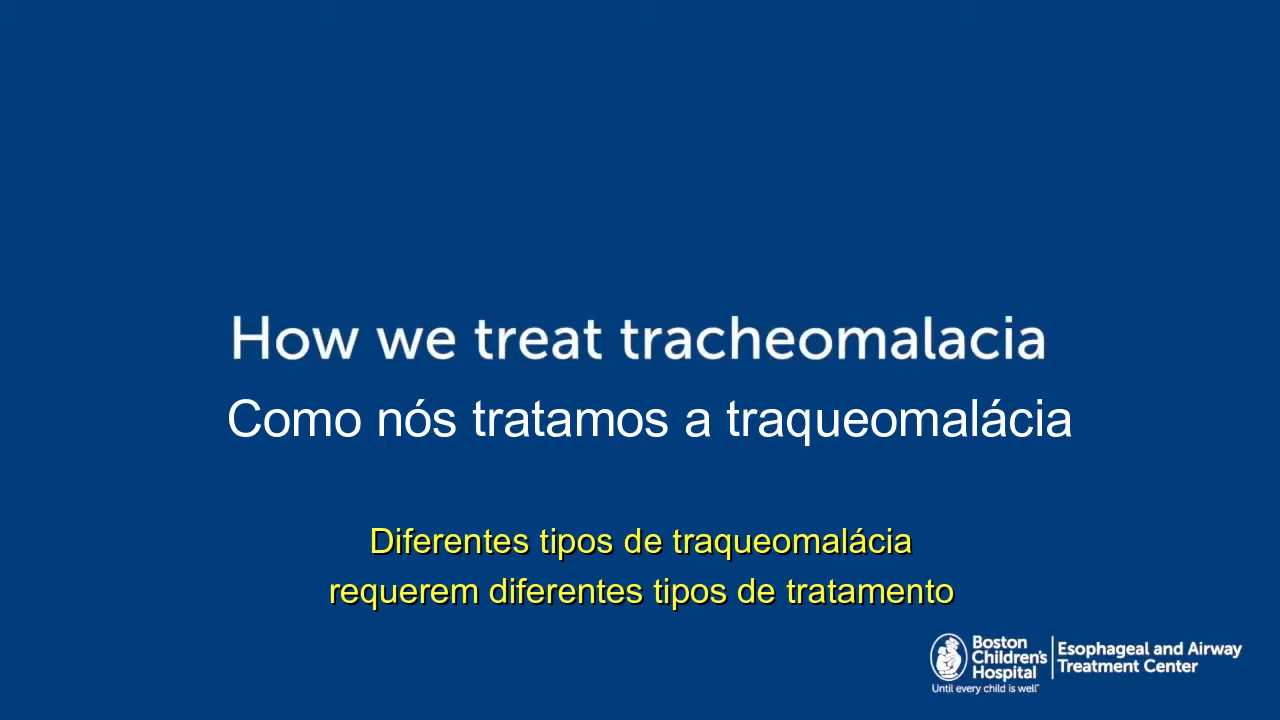 How we treat tracheomalacia
Como nós tratamos a traqueomalácia
Diferentes tipos de traqueomalácia
requerem diferentes tipos de tratamento
Boston
Children's
Hospital
Until every child is well™
Esophageal and Airway
Treatment Center